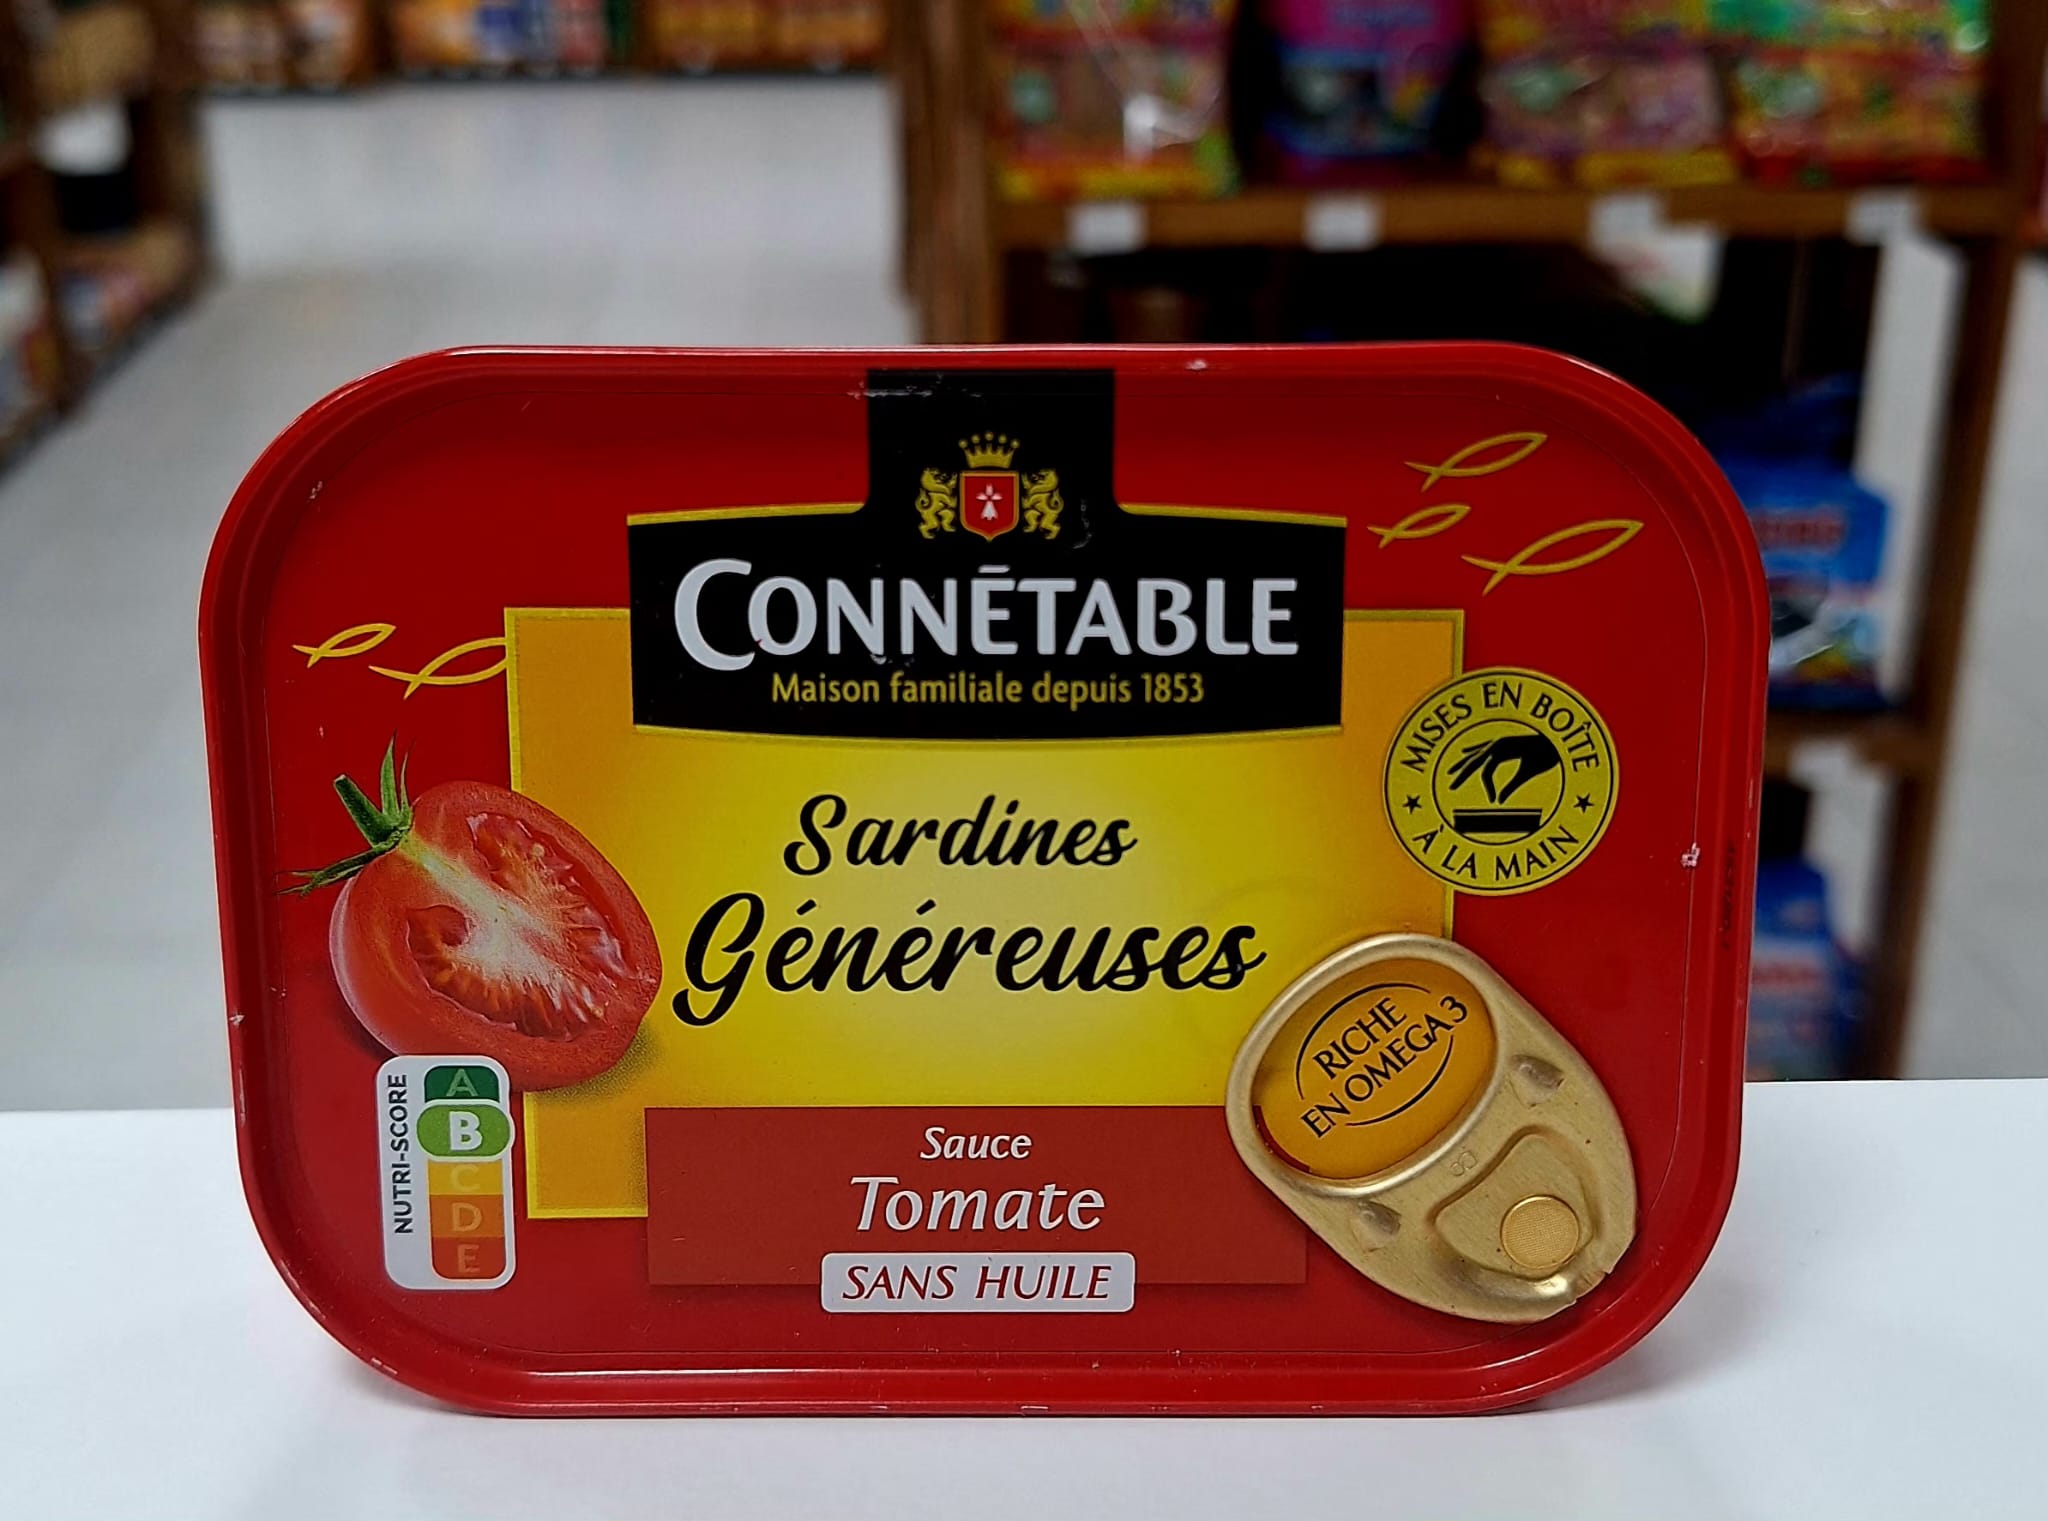 CONNÉTABLE
Maison familiale depuis 1853
MISES EN BOÎTE
À LA MAIN
Sardines
Généreuses
RICHE
EN OMEGA 3
NUTRI-SCORE
A
B
C
D
E
Sauce
Tomate
SANS HUILE